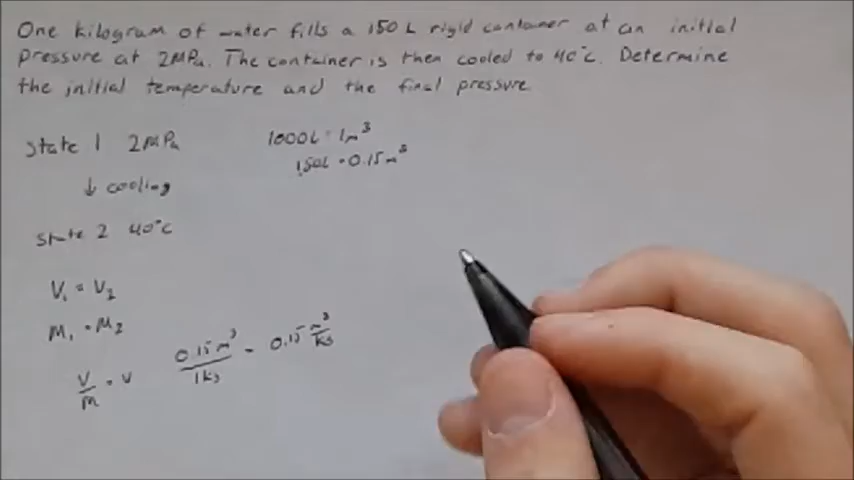 One kilogram of water fills a 150 L rigid container at an initial
pressure at 2MPa. The container is then cooled to 40°C. Determine
the initial temperature and the final pressure
State 1 2MPa
↓ cooling
State 2 40°C
1000L = 1m³
150L = 0.15m³
V₁ = V₂
M₁ = M₂
V/M = v
0.15m³/1kg = 0.15 m³/kg